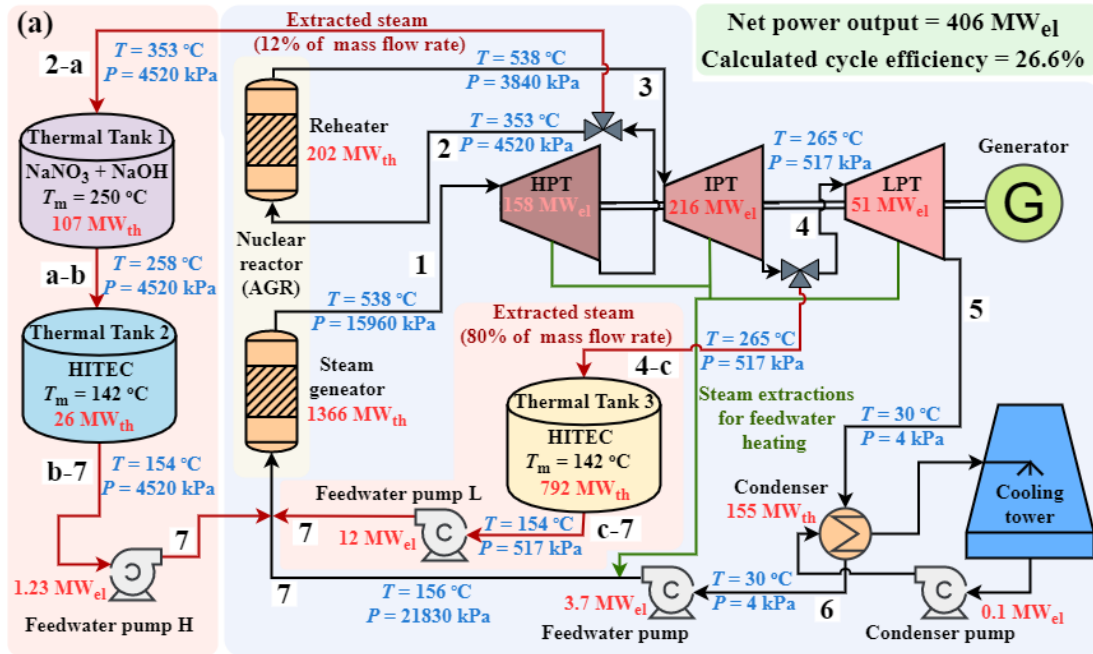 (a)
Extracted steam
(12% of mass flow rate)
Net power output = 406 MWel
Calculated cycle efficiency = 26.6%
2-a
T = 353 °C
P = 4520 kPa
T = 538 °C
P = 3840 kPa
3
Thermal Tank 1
NaNO3 + NaOH
Tm = 250 °C
107 MWth
Reheater
202 MWth
2
T = 353 °C
P = 4520 kPa
T = 265 °C
P = 517 kPa
Generator
G
HPT
158 MWel
IPT
216 MWel
LPT
51 MWel
4
Nuclear
reactor
(AGR)
1
a-b
T = 258 °C
P = 4520 kPa
T = 538 °C
P = 15960 kPa
5
Thermal Tank 2
HITEC
Tm = 142 °C
26 MWth
Steam
geneator
1366 MWth
Extracted steam
(80% of mass flow rate)
4-c
T = 265 °C
P = 517 kPa
Thermal Tank 3
HITEC
Tm = 142 °C
792 MWth
Steam extractions
for feedwater
heating
T = 30 °C
P = 4 kPa
Condenser
155 MWth
Cooling
tower
b-7
T = 154 °C
P = 4520 kPa
Feedwater pump L
C
12 MWel
7
T = 154 °C
P = 517 kPa
c-7
7
C
1.23 MWel
Feedwater pump H
7
T = 156 °C
P = 21830 kPa
C
3.7 MWel
Feedwater pump
T = 30 °C
P = 4 kPa
6
C
0.1 MWel
Condenser pump